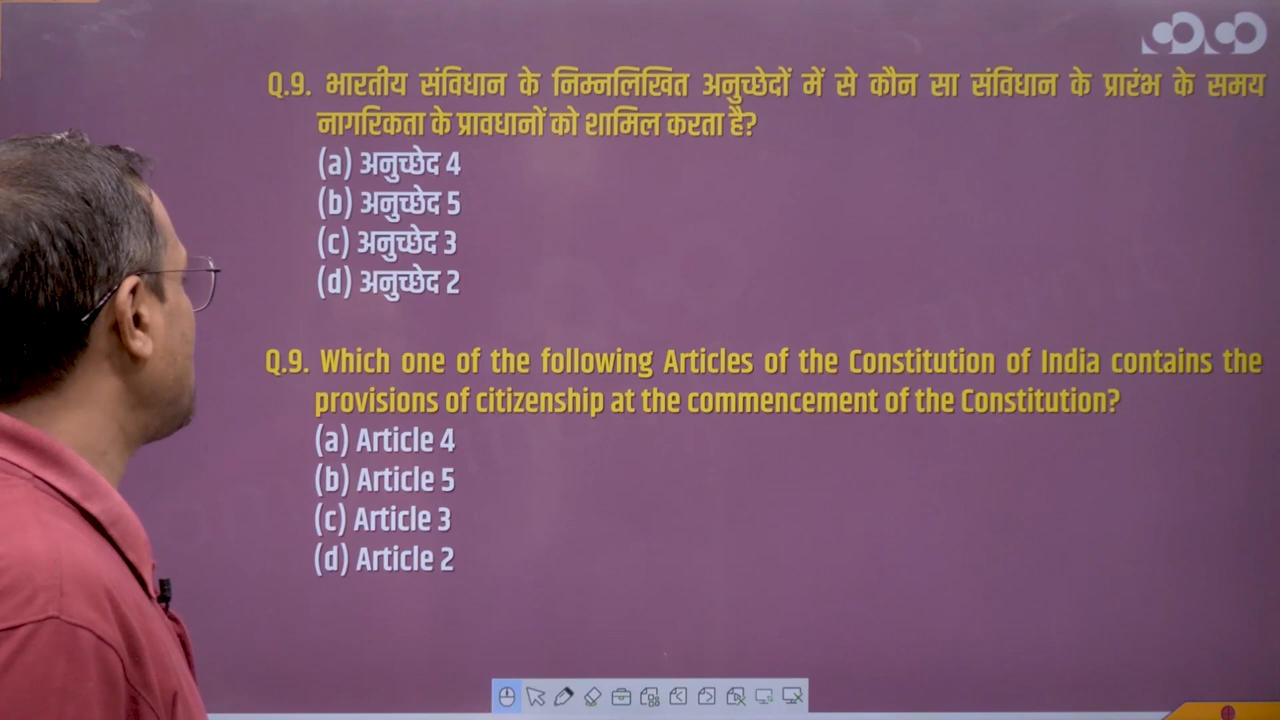 Q.9. भारतीय संविधान के निम्नलिखित अनुच्छेदों में से कौन सा संविधान के प्रारंभ के समय
नागरिकता के प्रावधानों को शामिल करता है?
(a) अनुच्छेद 4
(b) अनुच्छेद 5
(c) अनुच्छेद 3
(d) अनुच्छेद 2
Q.9. Which one of the following Articles of the Constitution of India contains the
provisions of citizenship at the commencement of the Constitution?
(a) Article 4
(b) Article 5
(c) Article 3
(d) Article 2